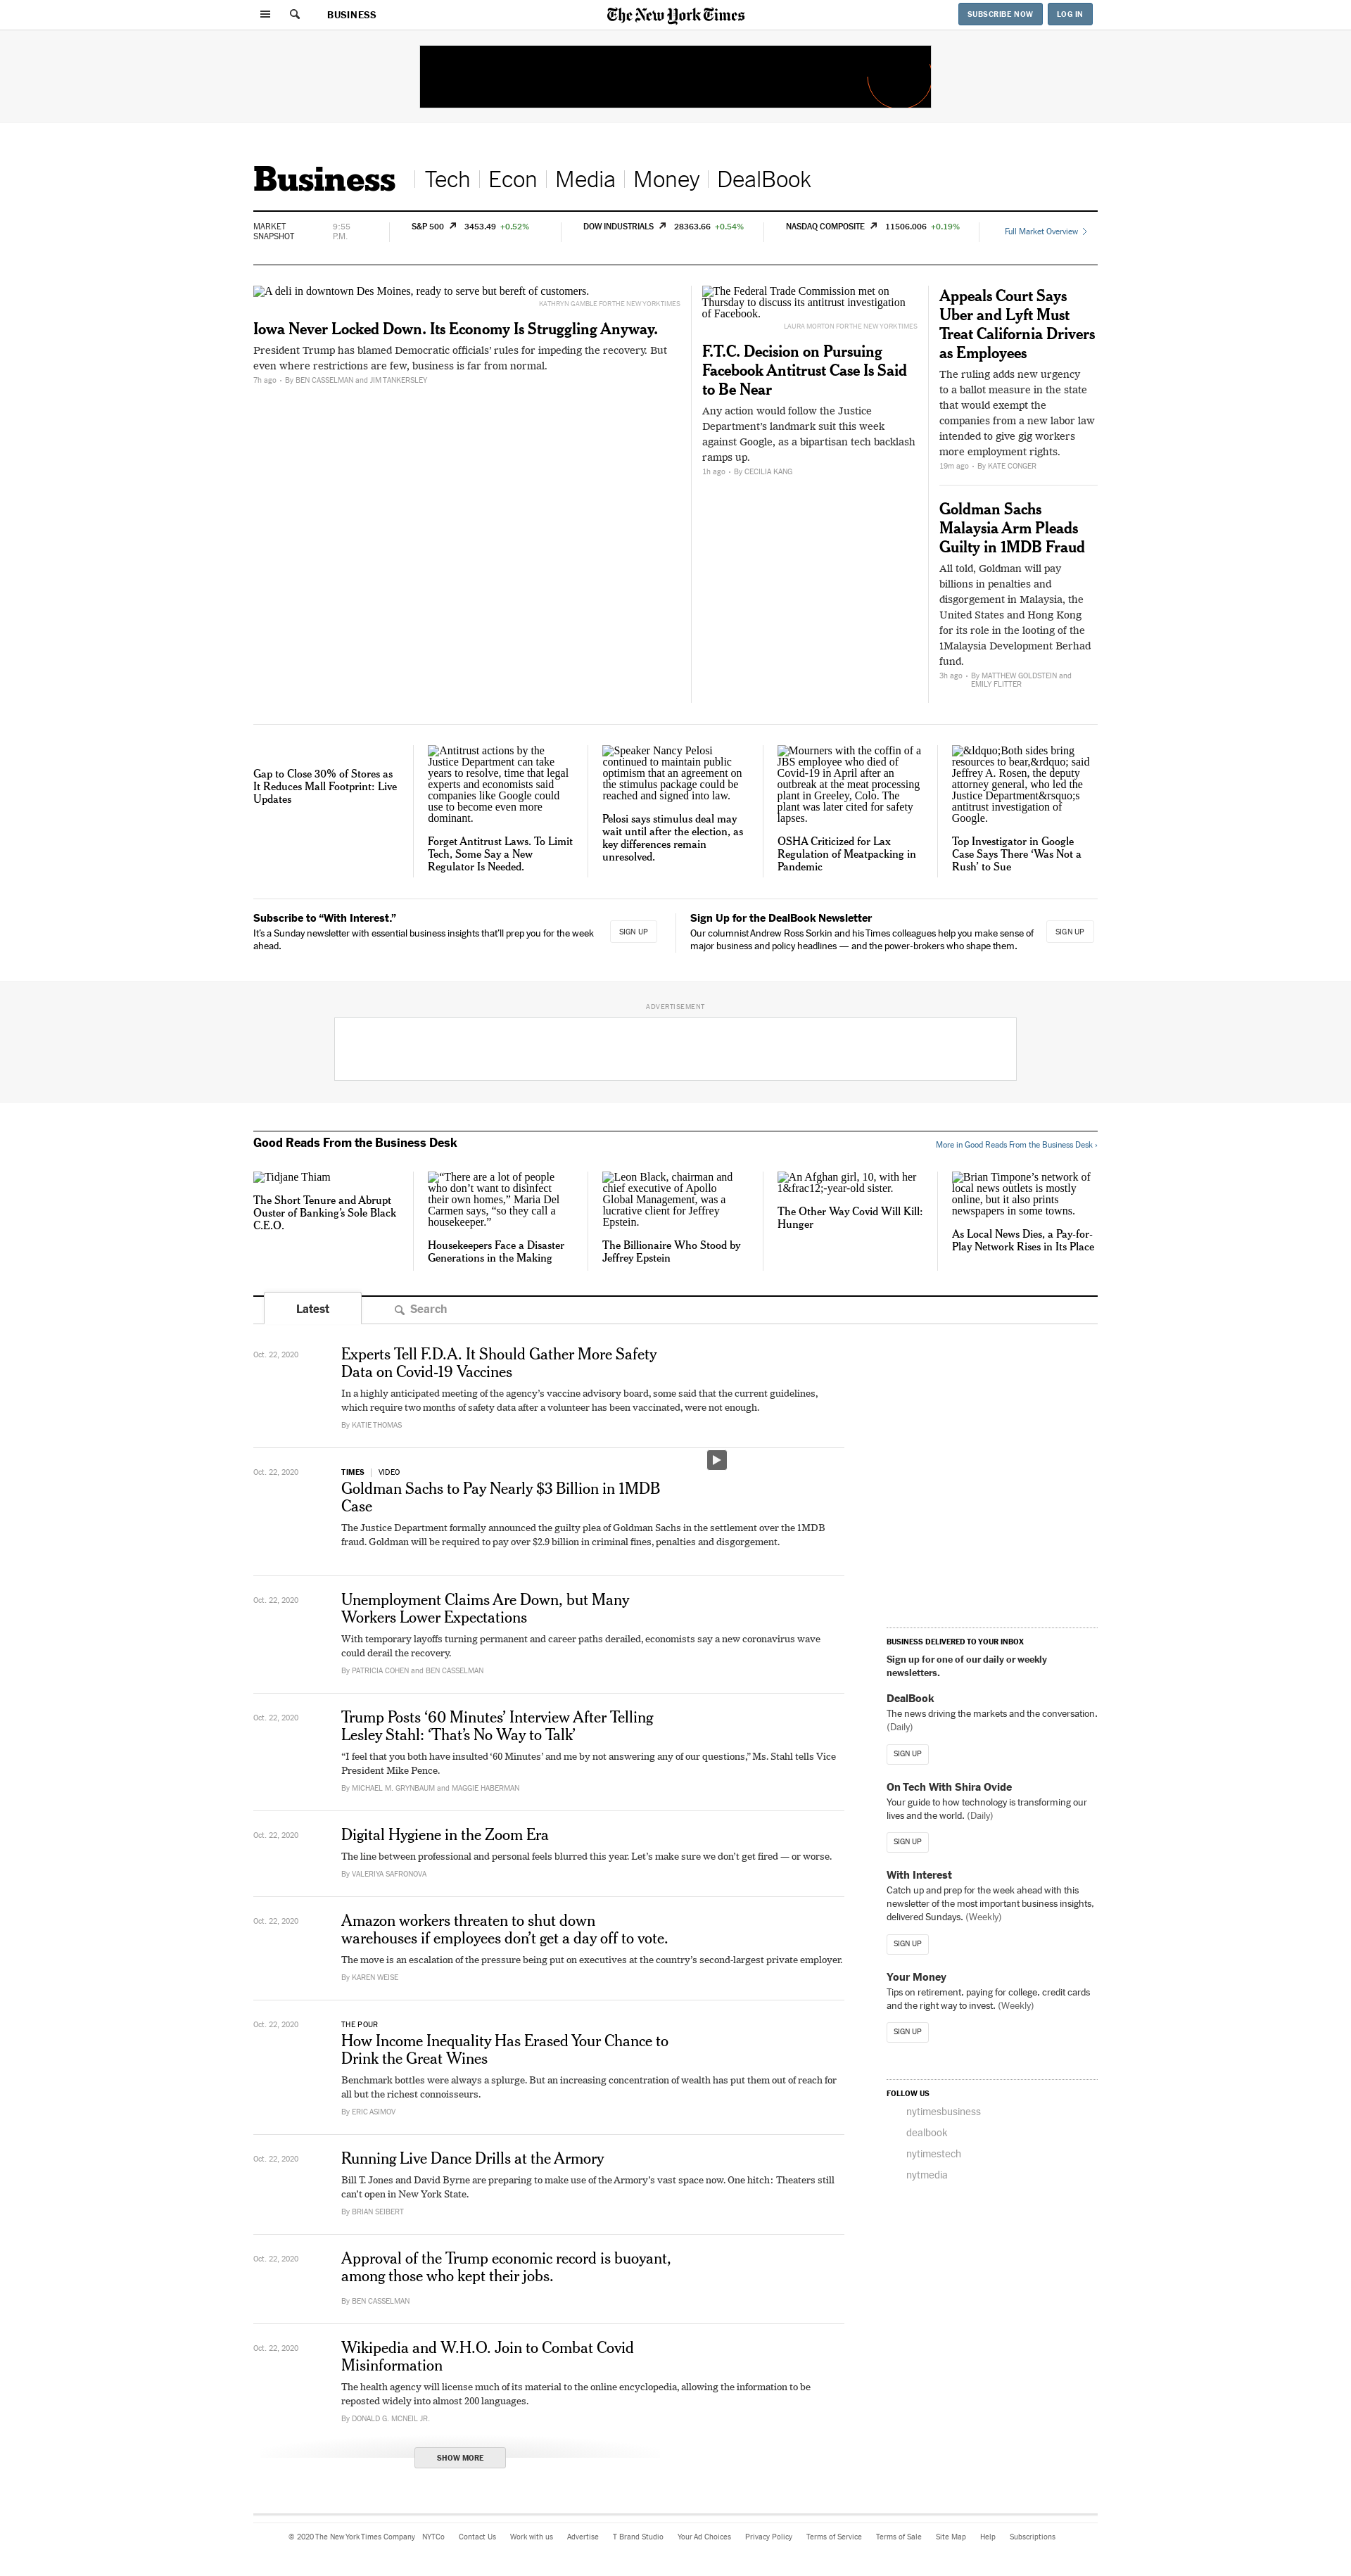 BUSINESS
The New York Times
SUBSCRIBE NOW
LOG IN
Business
Tech
Econ
Media
Money
DealBook
MARKET
SNAPSHOT
9:55
P.M.
S&P 500 3453.49 +0.52%
DOW INDUSTRIALS 28363.66 +0.54%
NASDAQ COMPOSITE 11506.006 +0.19%
Full Market Overview
A deli in downtown Des Moines, ready to serve but bereft of customers.
KATHRYN GAMBLE FOR THE NEW YORK TIMES
Iowa Never Locked Down. Its Economy Is Struggling Anyway.
President Trump has blamed Democratic officials’ rules for impeding the recovery. But
even where restrictions are few, business is far from normal.
7h ago · By BEN CASSELMAN and JIM TANKERSLEY
The Federal Trade Commission met on
Thursday to discuss its antitrust investigation
of Facebook.
LAURA MORTON FOR THE NEW YORK TIMES
F.T.C. Decision on Pursuing
Facebook Antitrust Case Is Said
to Be Near
Any action would follow the Justice
Department’s landmark suit this week
against Google, as a bipartisan tech backlash
ramps up.
1h ago · By CECILIA KANG
Appeals Court Says
Uber and Lyft Must
Treat California Drivers
as Employees
The ruling adds new urgency
to a ballot measure in the state
that would exempt the
companies from a new labor law
intended to give gig workers
more employment rights.
19m ago · By KATE CONGER
Goldman Sachs
Malaysia Arm Pleads
Guilty in 1MDB Fraud
All told, Goldman will pay
billions in penalties and
disgorgement in Malaysia, the
United States and Hong Kong
for its role in the looting of the
1Malaysia Development Berhad
fund.
3h ago · By MATTHEW GOLDSTEIN and
EMILY FLITTER
Gap to Close 30% of Stores as
It Reduces Mall Footprint: Live
Updates
Antitrust actions by the
Justice Department can take
years to resolve, time that legal
experts and economists said
companies like Google could
use to become even more
dominant.
Forget Antitrust Laws. To Limit
Tech, Some Say a New
Regulator Is Needed.
Speaker Nancy Pelosi
continued to maintain public
optimism that an agreement on
the stimulus package could be
reached and signed into law.
Pelosi says stimulus deal may
wait until after the election, as
key differences remain
unresolved.
Mourners with the coffin of a
JBS employee who died of
Covid-19 in April after an
outbreak at the meat processing
plant in Greeley, Colo. The
plant was later cited for safety
lapses.
OSHA Criticized for Lax
Regulation of Meatpacking in
Pandemic
&ldquo;Both sides bring
resources to bear,&rdquo; said
Jeffrey A. Rosen, the deputy
attorney general, who led the
Justice Department&rsquo;s
antitrust investigation of
Google.
Top Investigator in Google
Case Says There ‘Was Not a
Rush’ to Sue
Subscribe to “With Interest.”
It’s a Sunday newsletter with essential business insights that’ll prep you for the week
ahead.
SIGN UP
Sign Up for the DealBook Newsletter
Our columnist Andrew Ross Sorkin and his Times colleagues help you make sense of
major business and policy headlines — and the power-brokers who shape them.
SIGN UP
ADVERTISEMENT
Good Reads From the Business Desk
More in Good Reads From the Business Desk ›
Tidjane Thiam
The Short Tenure and Abrupt
Ouster of Banking’s Sole Black
C.E.O.
“There are a lot of people
who don’t want to disinfect
their own homes,” Maria Del
Carmen says, “so they call a
housekeeper.”
Housekeepers Face a Disaster
Generations in the Making
Leon Black, chairman and
chief executive of Apollo
Global Management, was a
lucrative client for Jeffrey
Epstein.
The Billionaire Who Stood by
Jeffrey Epstein
An Afghan girl, 10, with her
1&frac12;-year-old sister.
The Other Way Covid Will Kill:
Hunger
Brian Timpone’s network of
local news outlets is mostly
online, but it also prints
newspapers in some towns.
As Local News Dies, a Pay-for-
Play Network Rises in Its Place
Latest
Search
Oct. 22, 2020
Experts Tell F.D.A. It Should Gather More Safety
Data on Covid-19 Vaccines
In a highly anticipated meeting of the agency’s vaccine advisory board, some said that the current guidelines,
which require two months of safety data after a volunteer has been vaccinated, were not enough.
By KATIE THOMAS
Oct. 22, 2020
TIMES | VIDEO
Goldman Sachs to Pay Nearly $3 Billion in 1MDB
Case
The Justice Department formally announced the guilty plea of Goldman Sachs in the settlement over the 1MDB
fraud. Goldman will be required to pay over $2.9 billion in criminal fines, penalties and disgorgement.
Oct. 22, 2020
Unemployment Claims Are Down, but Many
Workers Lower Expectations
With temporary layoffs turning permanent and career paths derailed, economists say a new coronavirus wave
could derail the recovery.
By PATRICIA COHEN and BEN CASSELMAN
Oct. 22, 2020
Trump Posts ‘60 Minutes’ Interview After Telling
Lesley Stahl: ‘That’s No Way to Talk’
“I feel that you both have insulted ‘60 Minutes’ and me by not answering any of our questions,” Ms. Stahl tells Vice
President Mike Pence.
By MICHAEL M. GRYNBAUM and MAGGIE HABERMAN
Oct. 22, 2020
Digital Hygiene in the Zoom Era
The line between professional and personal feels blurred this year. Let’s make sure we don’t get fired — or worse.
By VALERIYA SAFRONOVA
Oct. 22, 2020
Amazon workers threaten to shut down
warehouses if employees don’t get a day off to vote.
The move is an escalation of the pressure being put on executives at the country’s second-largest private employer.
By KAREN WEISE
Oct. 22, 2020
THE POUR
How Income Inequality Has Erased Your Chance to
Drink the Great Wines
Benchmark bottles were always a splurge. But an increasing concentration of wealth has put them out of reach for
all but the richest connoisseurs.
By ERIC ASIMOV
Oct. 22, 2020
Running Live Dance Drills at the Armory
Bill T. Jones and David Byrne are preparing to make use of the Armory’s vast space now. One hitch: Theaters still
can’t open in New York State.
By BRIAN SEIBERT
Oct. 22, 2020
Approval of the Trump economic record is buoyant,
among those who kept their jobs.
By BEN CASSELMAN
Oct. 22, 2020
Wikipedia and W.H.O. Join to Combat Covid
Misinformation
The health agency will license much of its material to the online encyclopedia, allowing the information to be
reposted widely into almost 200 languages.
By DONALD G. MCNEIL JR.
SHOW MORE
BUSINESS DELIVERED TO YOUR INBOX
Sign up for one of our daily or weekly
newsletters.
DealBook
The news driving the markets and the conversation.
(Daily)
SIGN UP
On Tech With Shira Ovide
Your guide to how technology is transforming our
lives and the world. (Daily)
SIGN UP
With Interest
Catch up and prep for the week ahead with this
newsletter of the most important business insights,
delivered Sundays. (Weekly)
SIGN UP
Your Money
Tips on retirement, paying for college, credit cards
and the right way to invest. (Weekly)
SIGN UP
FOLLOW US
nytimesbusiness
dealbook
nytimestech
nytmedia
© 2020 The New York Times Company NYTCo Contact Us Work with us Advertise T Brand Studio Your Ad Choices Privacy Policy Terms of Service Terms of Sale Site Map Help Subscriptions